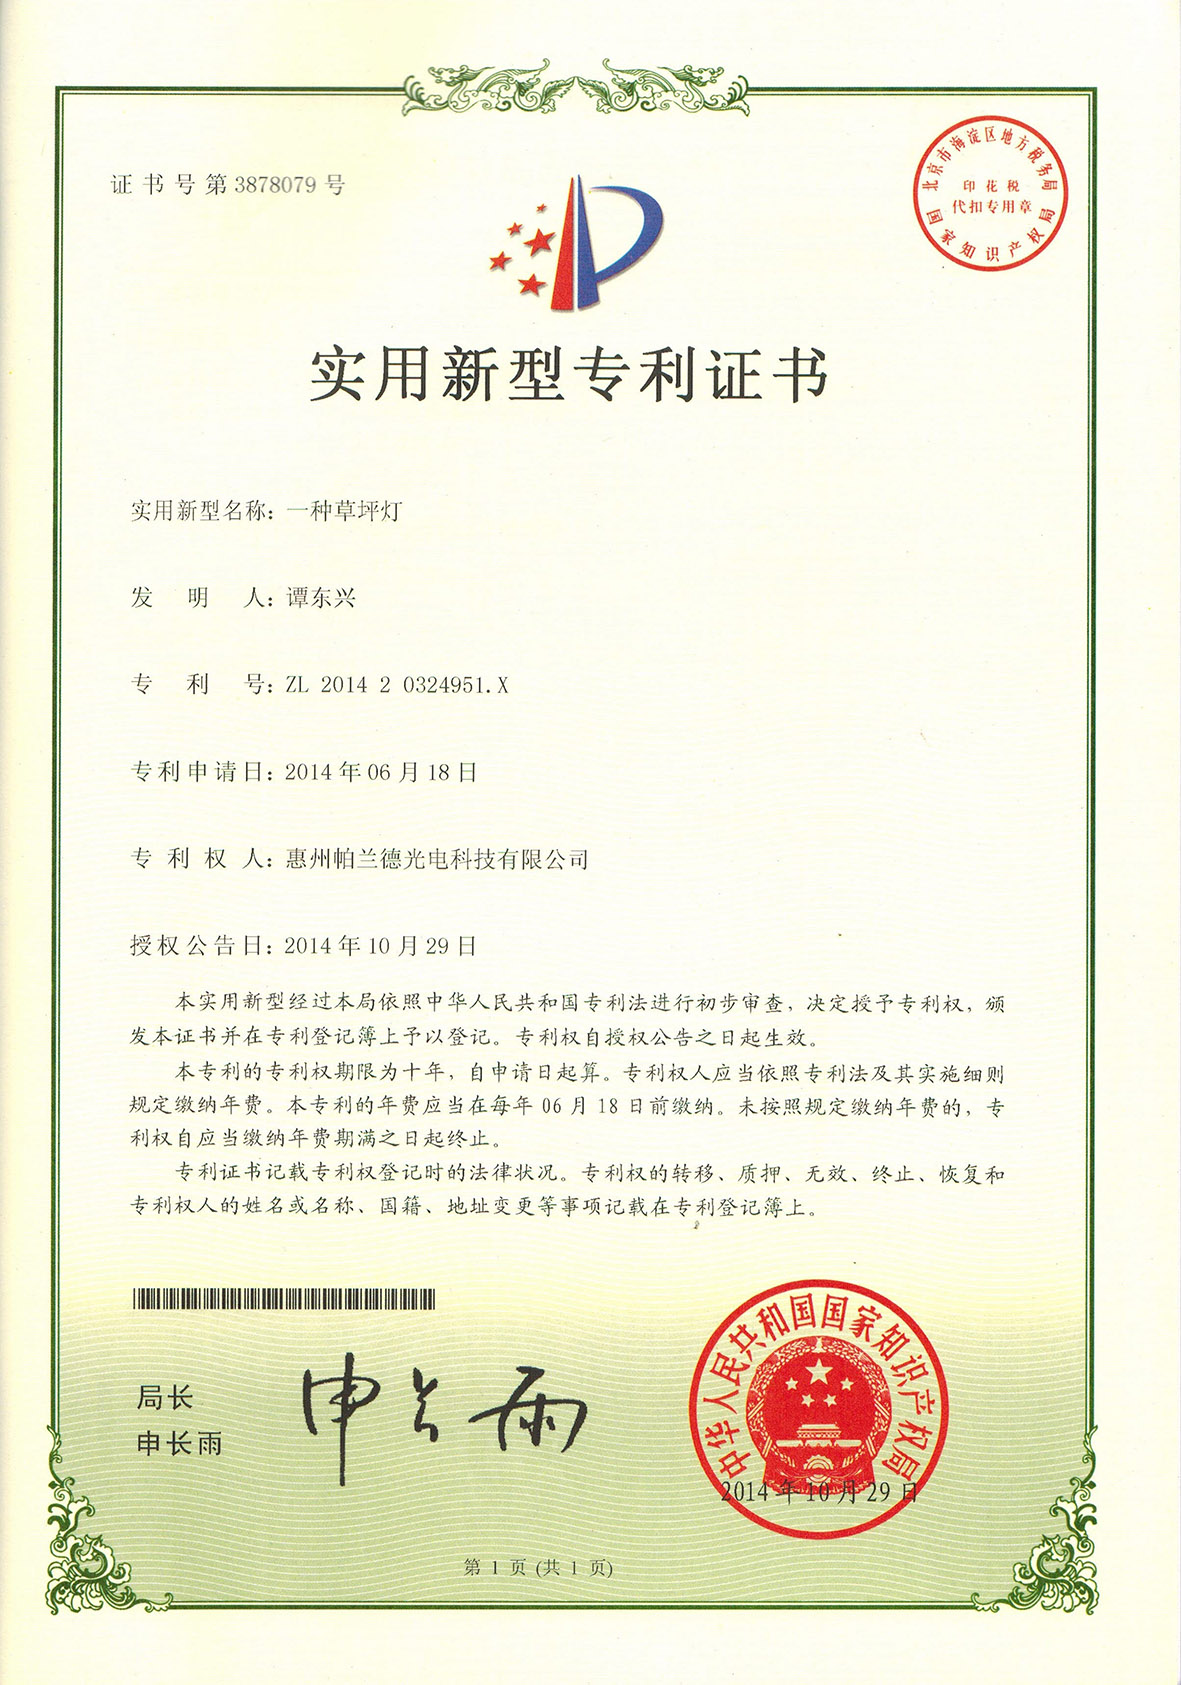 证书号第3878079号
北京市海淀区地方税务局
印花税
代扣专用章
国家知识产权局
实用新型专利证书
实用新型名称：一种草坪灯
发明人：谭东兴
专利号：ZL 2014 2 0324951.X
专利申请日：2014年06月18日
专利权人：惠州帕兰德光电科技有限公司
授权公告日：2014年10月29日
本实用新型经过本局依照中华人民共和国专利法进行初步审查，决定授予专利权，颁
发本证书并在专利登记簿上予以登记。专利权自授权公告之日起生效。
本专利的专利权期限为十年，自申请日起算。专利权人应当依照专利法及其实施细则
规定缴纳年费。本专利的年费应当在每年06月18日前缴纳。未按照规定缴纳年费的，专
利权自应当缴纳年费期满之日起终止。
专利证书记载专利权登记时的法律状况。专利权的转移、质押、无效、终止、恢复和
专利权人的姓名或名称、国籍、地址变更等事项记载在专利登记簿上。
局长
申长雨
申长雨
中华人民共和国国家知识产权局
2014年10月29日
第1页(共1页)